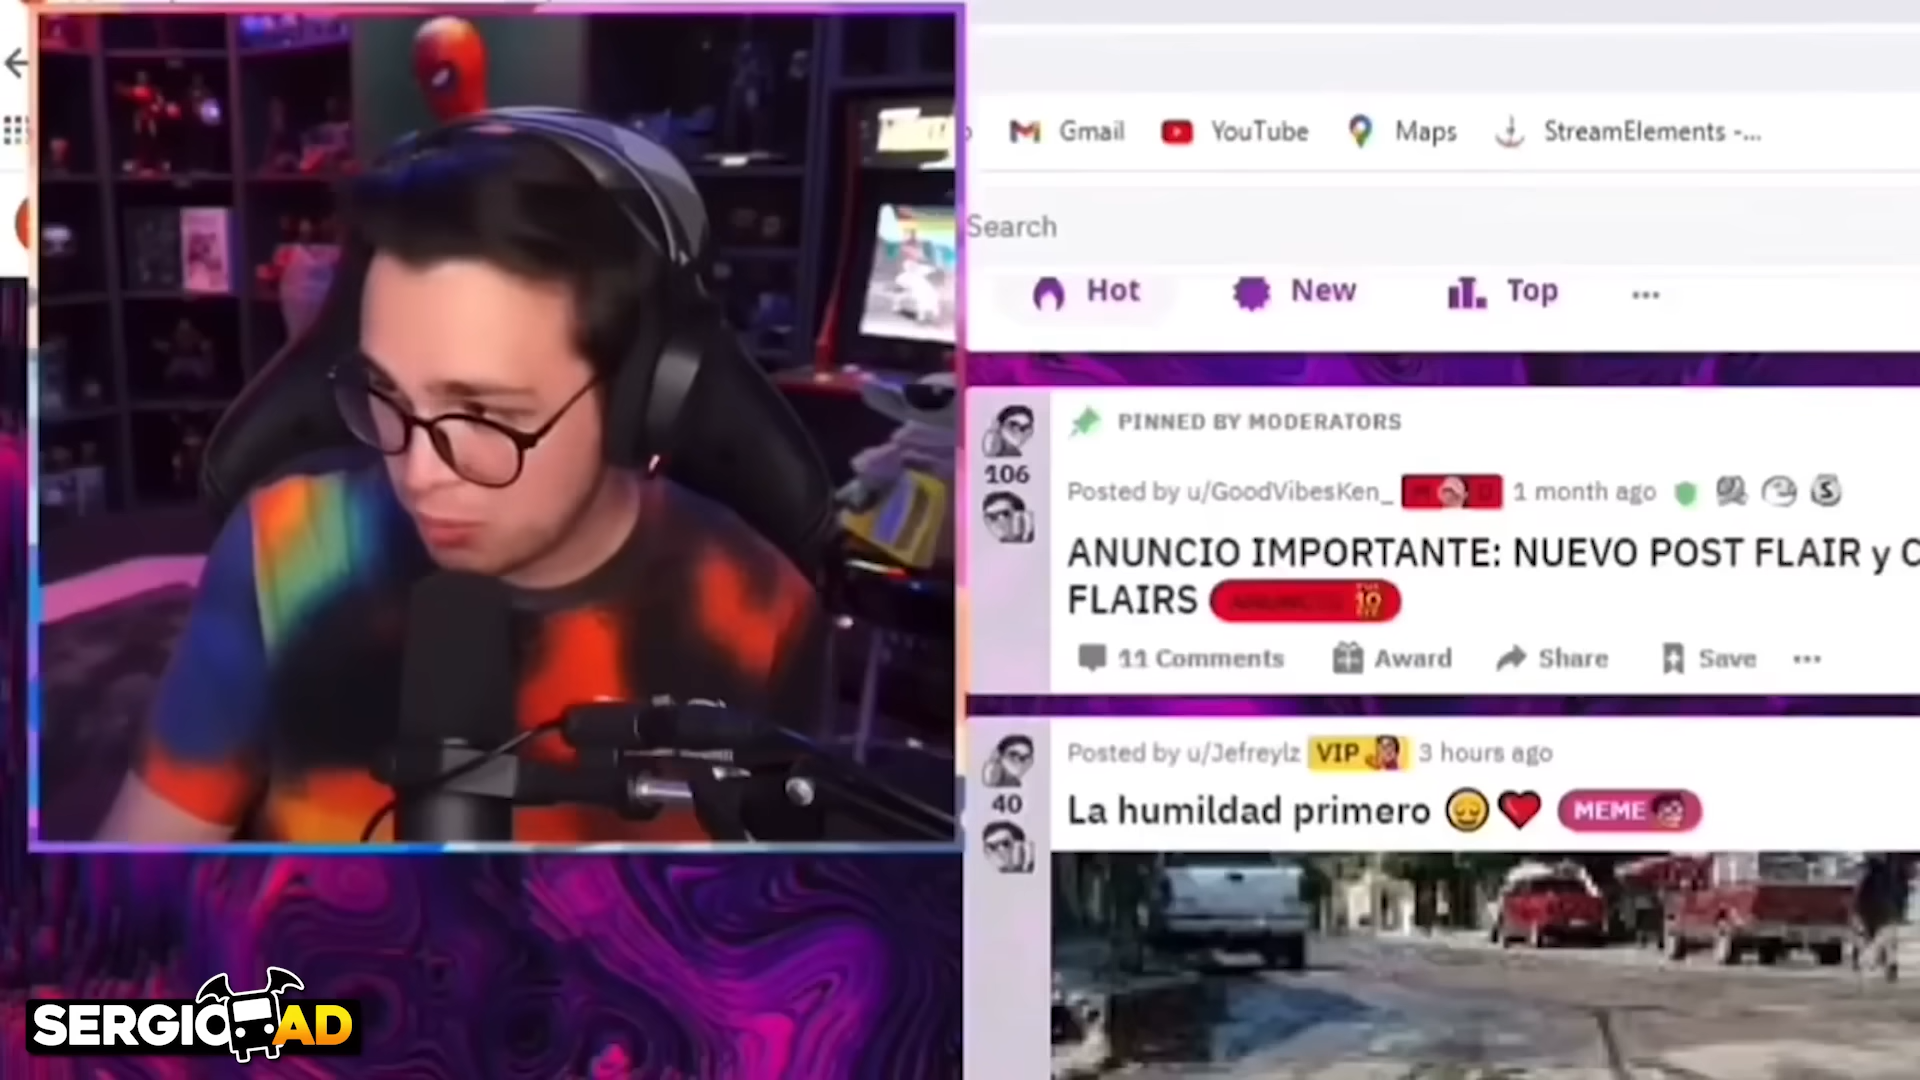 Gmail
YouTube
Maps
StreamElements -...
Search
Hot
New
Top
...
PINNED BY MODERATORS
106
Posted by u/GoodVibesKen_
1 month ago
ANUNCIO IMPORTANTE: NUEVO POST FLAIR y C
FLAIRS
11 Comments
Award
Share
Save
...
Posted by u/Jefreylz VIP 3 hours ago
40
La humildad primero
MEME
SERGIO AD